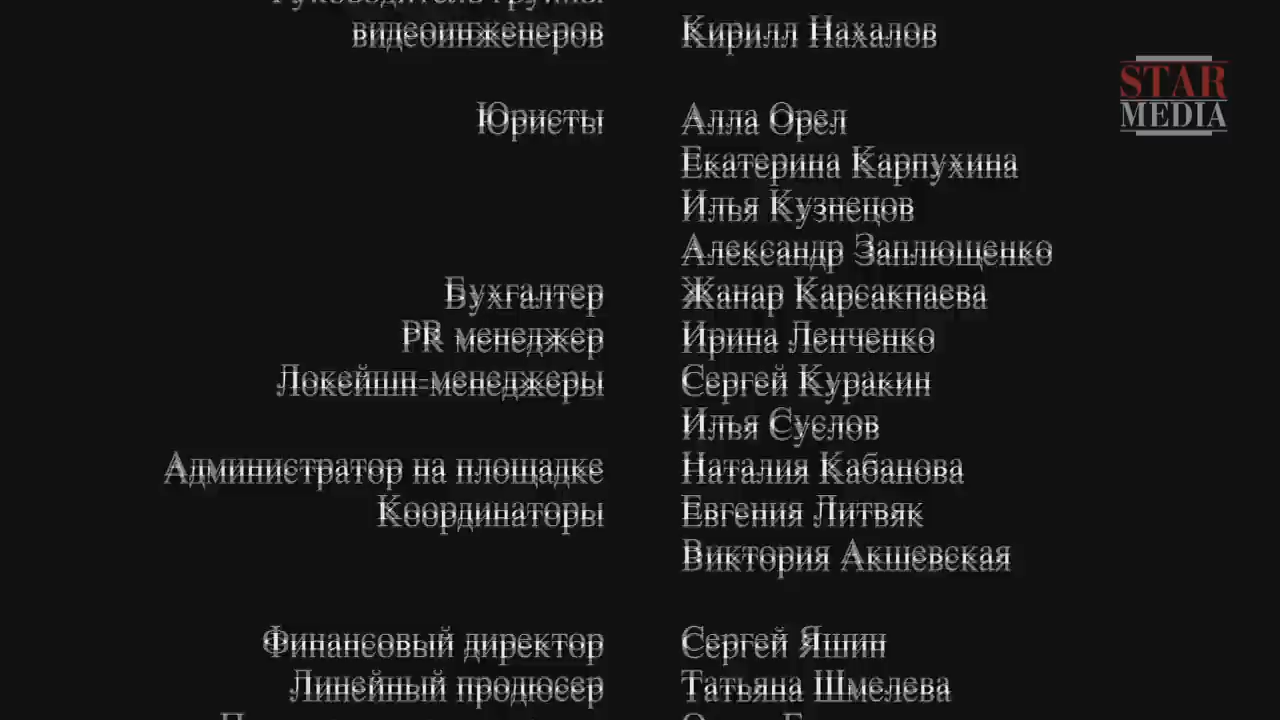 Руководитель группы
видеоинженеров Кирилл Нахалов
STAR
MEDIA
Юристы Алла Орел
Екатерина Карпухина
Илья Кузнецов
Александр Заплющенко
Бухгалтер Жанар Карсакпаева
PR менеджер Ирина Ленченко
Локейшн-менеджеры Сергей Куракин
Илья Суслов
Администратор на площадке Наталия Кабанова
Координаторы Евгения Литвяк
Виктория Акшевская
Финансовый директор Сергей Яшин
Линейный продюсер Татьяна Шмелева